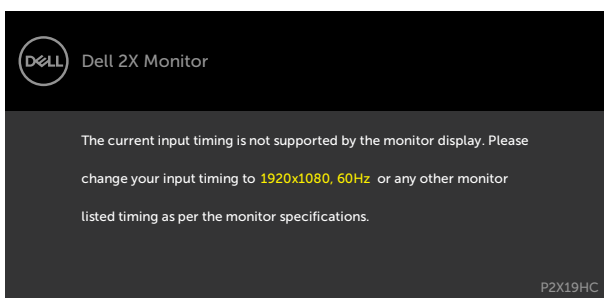 DELL Dell 2X Monitor
The current input timing is not supported by the monitor display. Please
change your input timing to 1920x1080, 60Hz or any other monitor
listed timing as per the monitor specifications.
P2X19HC